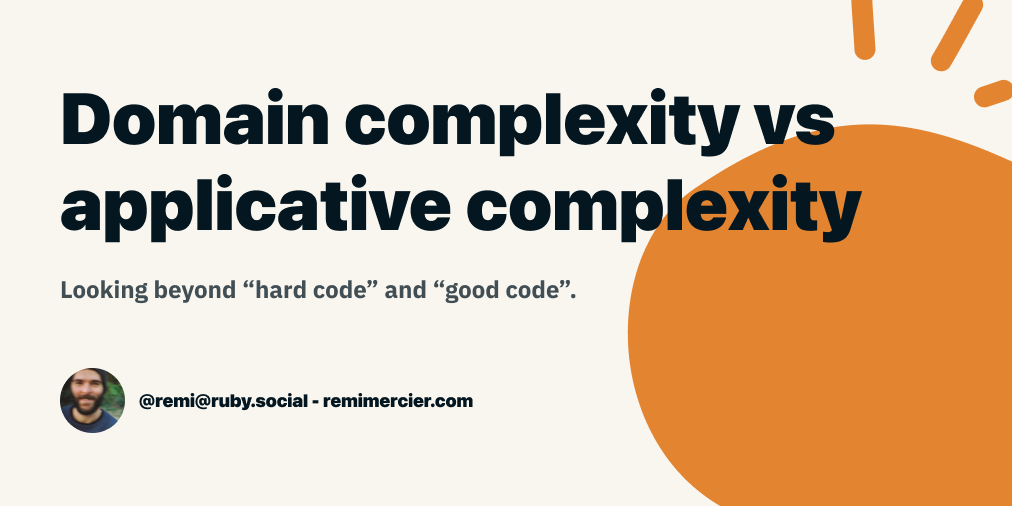 Domain complexity vs
applicative complexity
Looking beyond “hard code” and “good code”.
@remi@ruby.social - remimercier.com